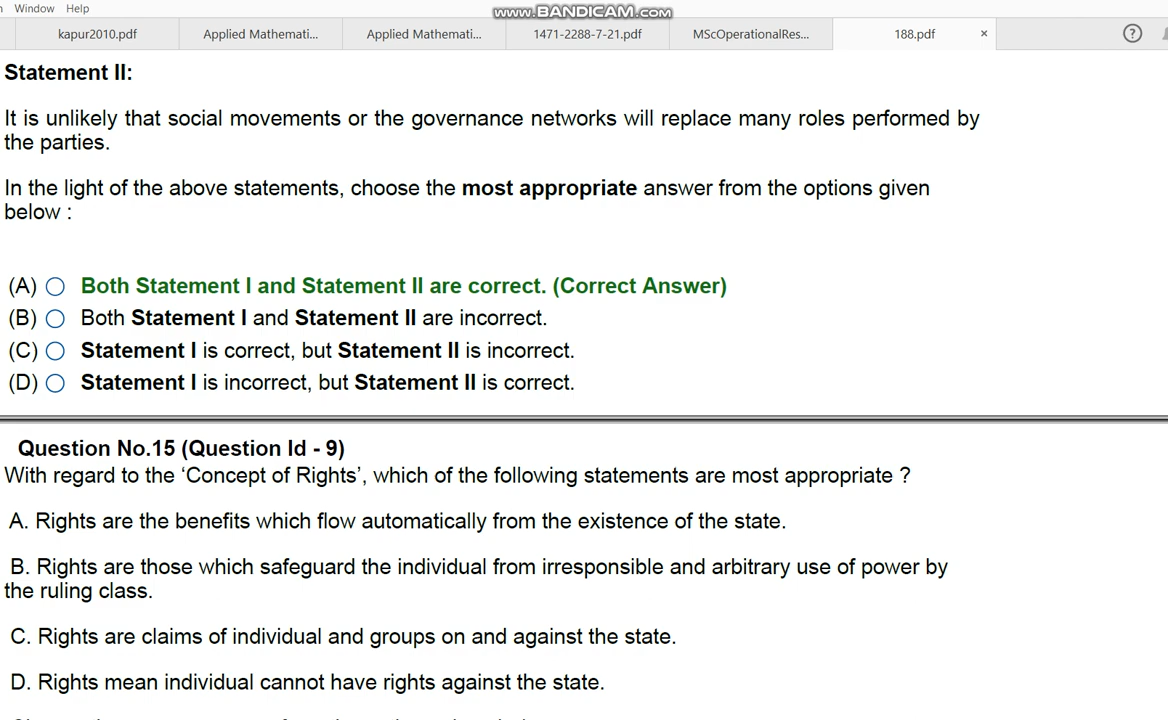 Window Help
www.BANDICAM.com
kapur2010.pdf Applied Mathemati... Applied Mathemati... 1471-2288-7-21.pdf MScOperationalRes... 188.pdf × ?
Statement II:
It is unlikely that social movements or the governance networks will replace many roles performed by
the parties.
In the light of the above statements, choose the most appropriate answer from the options given
below :
(A) Both Statement I and Statement II are correct. (Correct Answer)
(B) Both Statement I and Statement II are incorrect.
(C) Statement I is correct, but Statement II is incorrect.
(D) Statement I is incorrect, but Statement II is correct.
Question No.15 (Question Id - 9)
With regard to the ‘Concept of Rights’, which of the following statements are most appropriate ?
A. Rights are the benefits which flow automatically from the existence of the state.
B. Rights are those which safeguard the individual from irresponsible and arbitrary use of power by
the ruling class.
C. Rights are claims of individual and groups on and against the state.
D. Rights mean individual cannot have rights against the state.